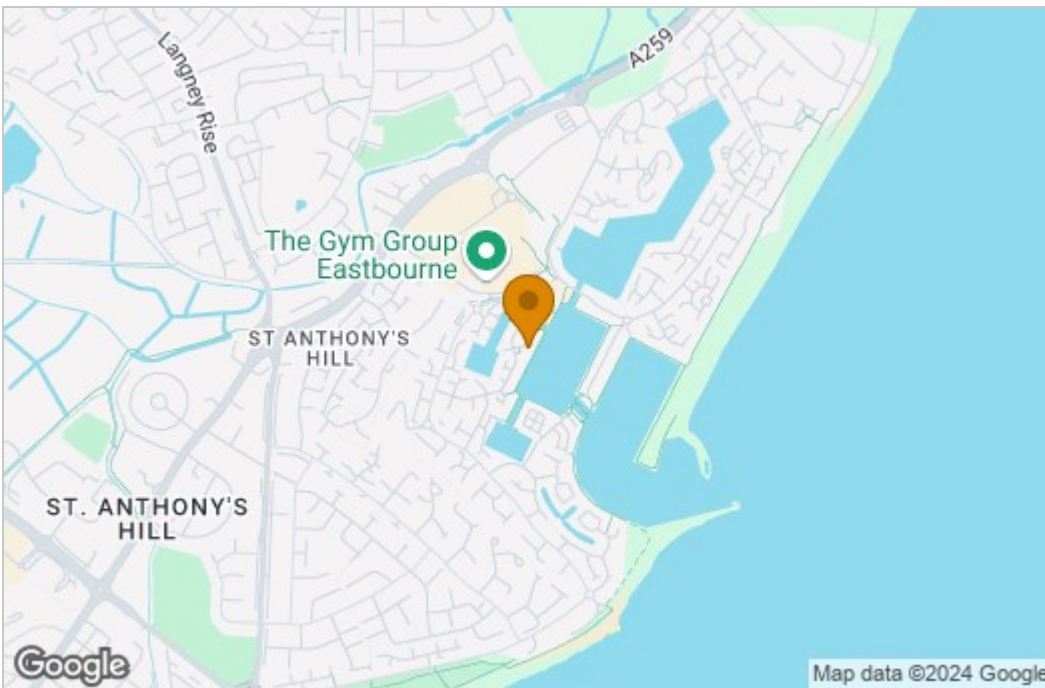 Langney Rise
A259
The Gym Group
Eastbourne
ST ANTHONY'S
HILL
ST. ANTHONY'S
HILL
Google
Map data ©2024 Google